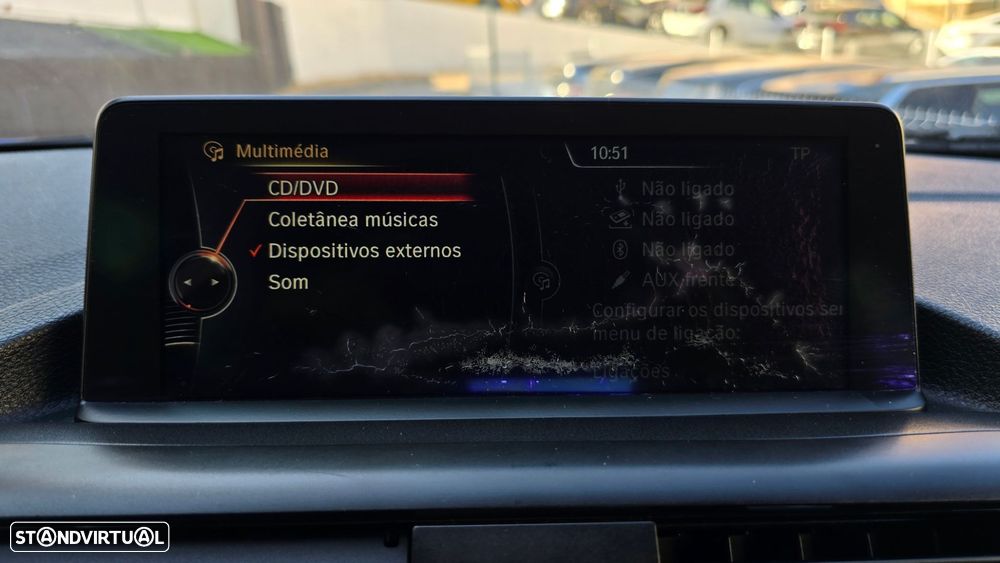 Multimédia
10:51
TP
CD/DVD
Coletânea músicas
Dispositivos externos
Som
Não ligado
Não ligado
Não ligado
AUX frente
Configurar os dispositivos
menu de ligação:
Ligações
STANDVIRTUAL